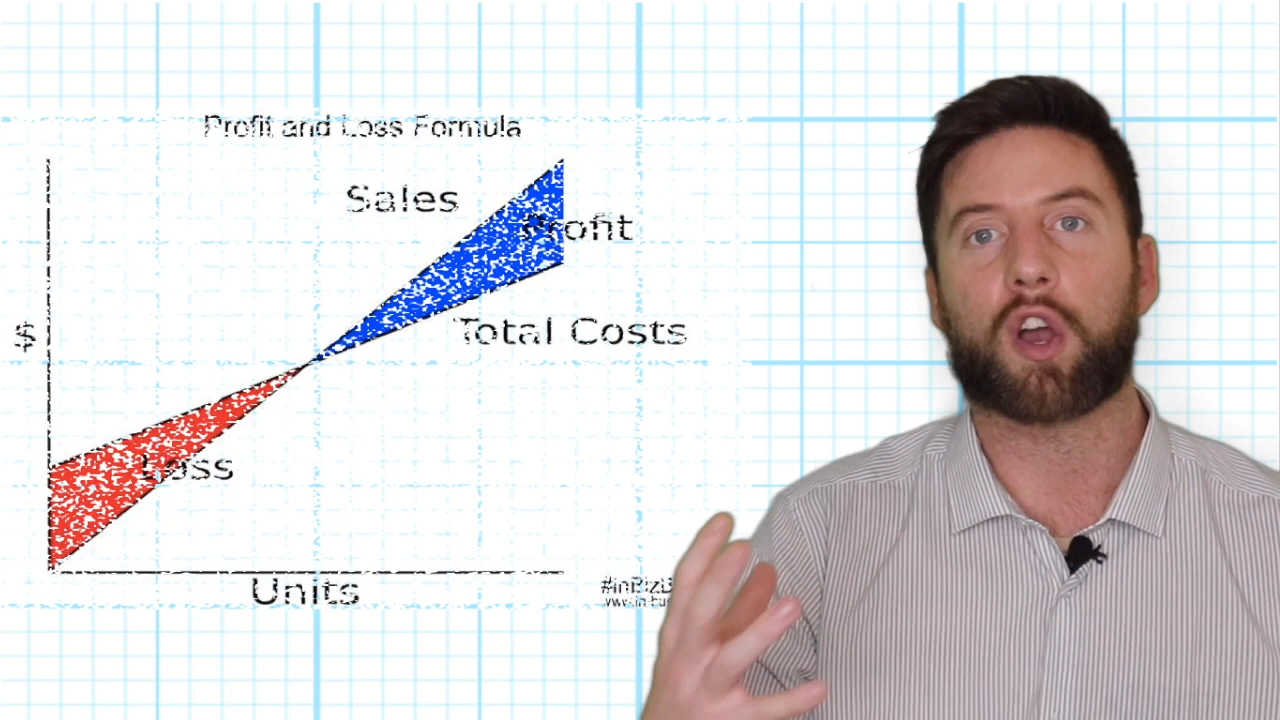 Profit and Loss Formula
Sales
Profit
$
Total Costs
Loss
Units